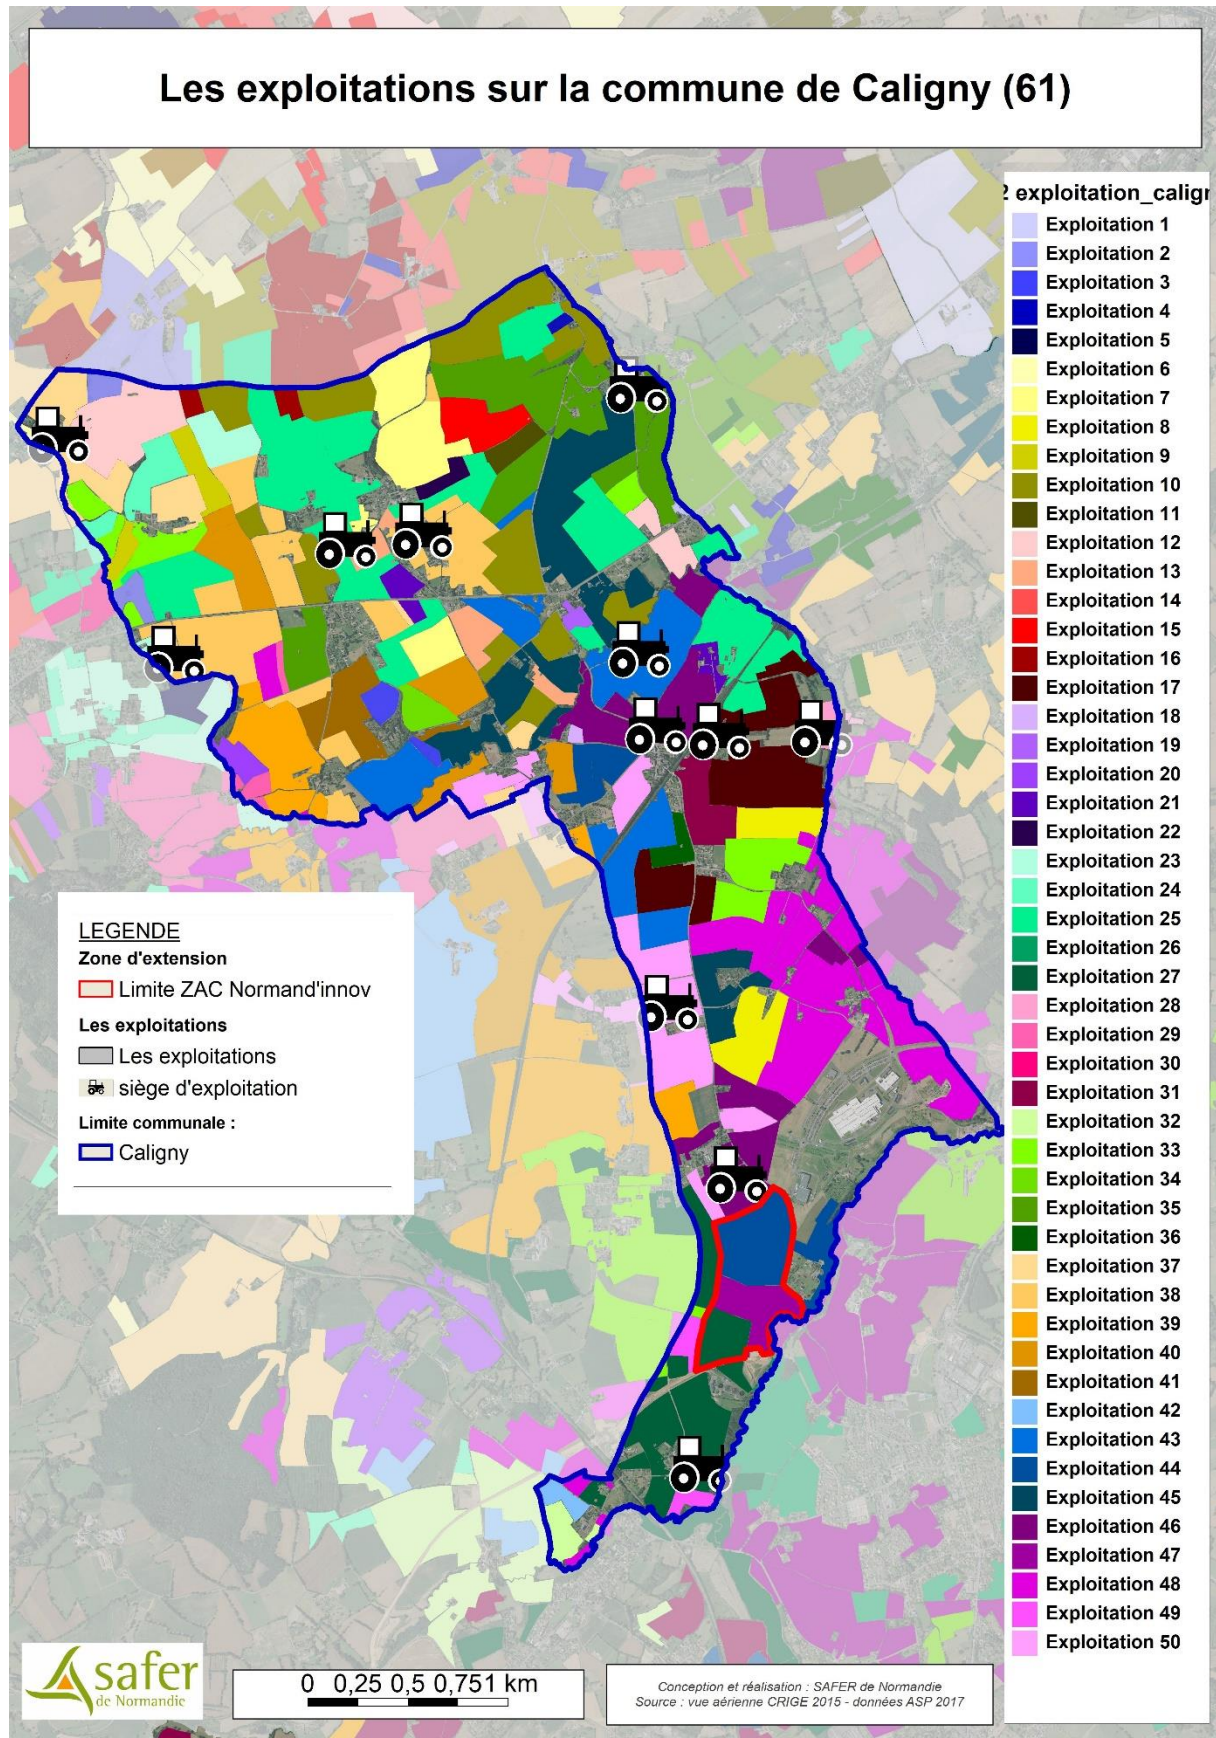 Les exploitations sur la commune de Caligny (61)
2 exploitation_calign
Exploitation 1
Exploitation 2
Exploitation 3
Exploitation 4
Exploitation 5
Exploitation 6
Exploitation 7
Exploitation 8
Exploitation 9
Exploitation 10
Exploitation 11
Exploitation 12
Exploitation 13
Exploitation 14
Exploitation 15
Exploitation 16
Exploitation 17
Exploitation 18
Exploitation 19
Exploitation 20
Exploitation 21
Exploitation 22
Exploitation 23
Exploitation 24
Exploitation 25
Exploitation 26
Exploitation 27
Exploitation 28
Exploitation 29
Exploitation 30
Exploitation 31
Exploitation 32
Exploitation 33
Exploitation 34
Exploitation 35
Exploitation 36
Exploitation 37
Exploitation 38
Exploitation 39
Exploitation 40
Exploitation 41
Exploitation 42
Exploitation 43
Exploitation 44
Exploitation 45
Exploitation 46
Exploitation 47
Exploitation 48
Exploitation 49
Exploitation 50
LEGENDE
Zone d'extension
Limite ZAC Normand'innov
Les exploitations
Les exploitations
siège d'exploitation
Limite communale :
Caligny
safer
de Normandie
0 0,25 0,5 0,751 km
Conception et réalisation : SAFER de Normandie
Source : vue aérienne CRIGE 2015 - données ASP 2017